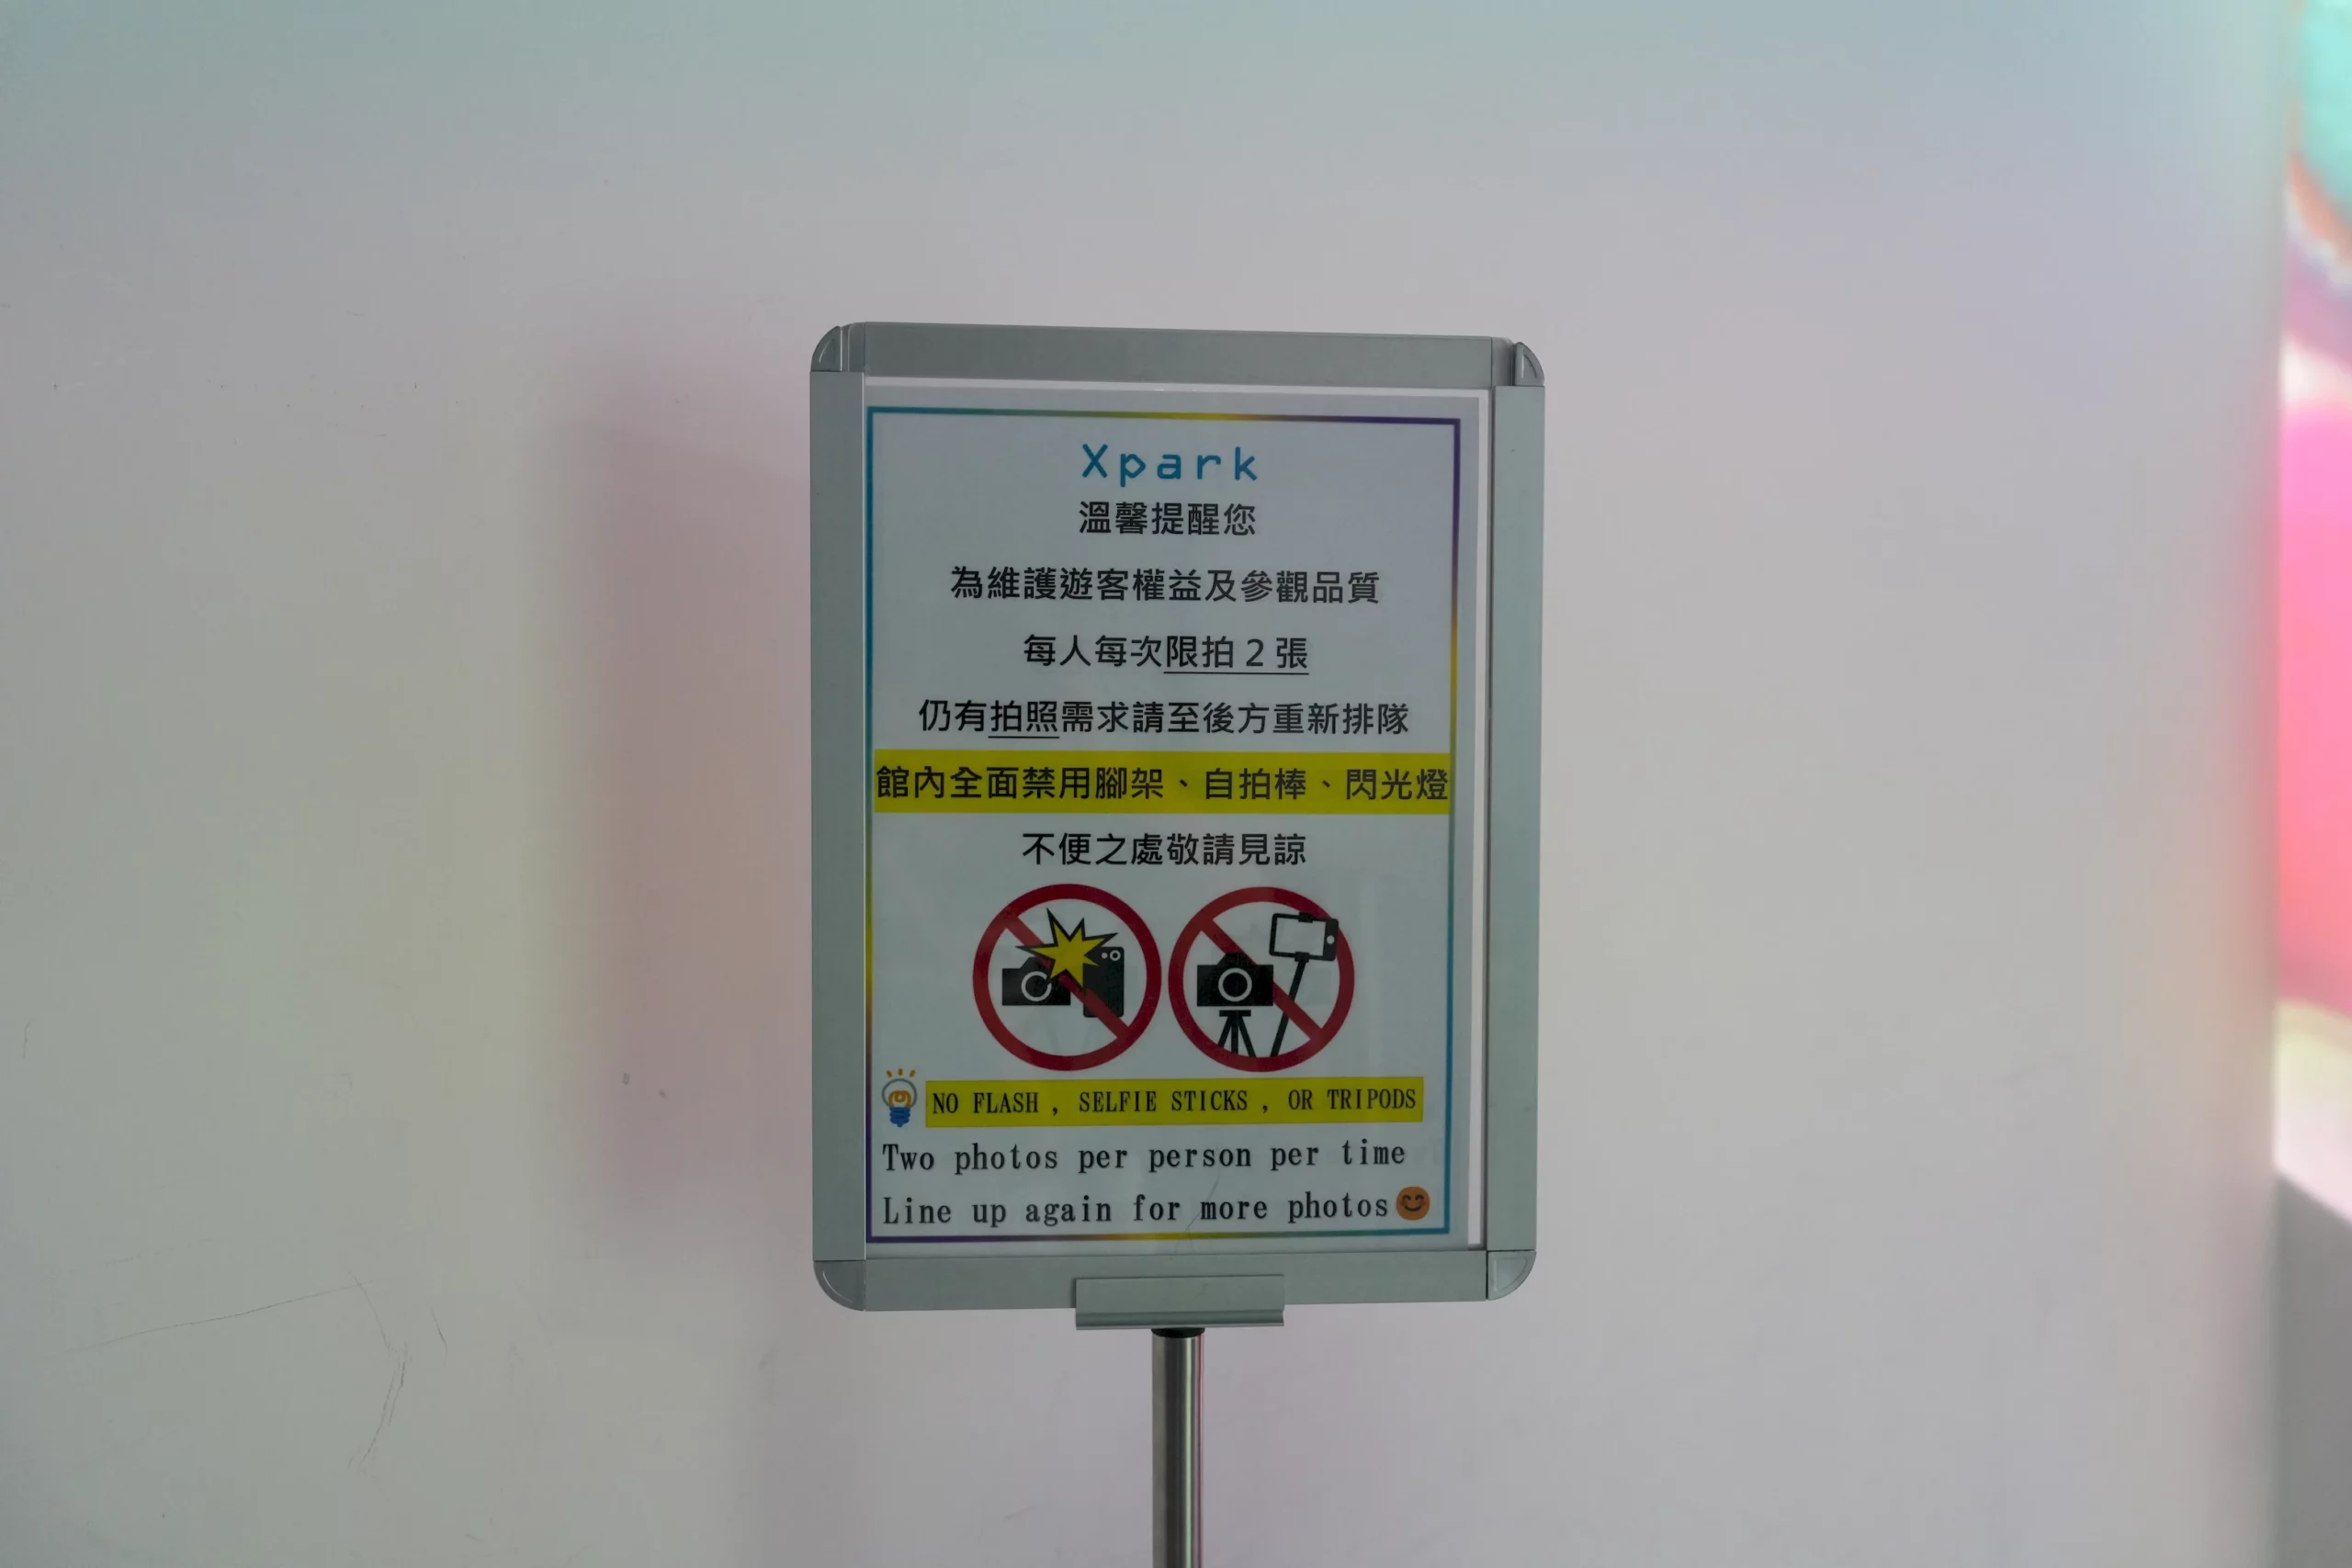 Xpark
溫馨提醒您
為維護遊客權益及參觀品質
每人每次限拍 2 張
仍有拍照需求請至後方重新排隊
館內全面禁用腳架、自拍棒、閃光燈
不便之處敬請見諒
NO FLASH , SELFIE STICKS , OR TRIPODS
Two photos per person per time
Line up again for more photos😊